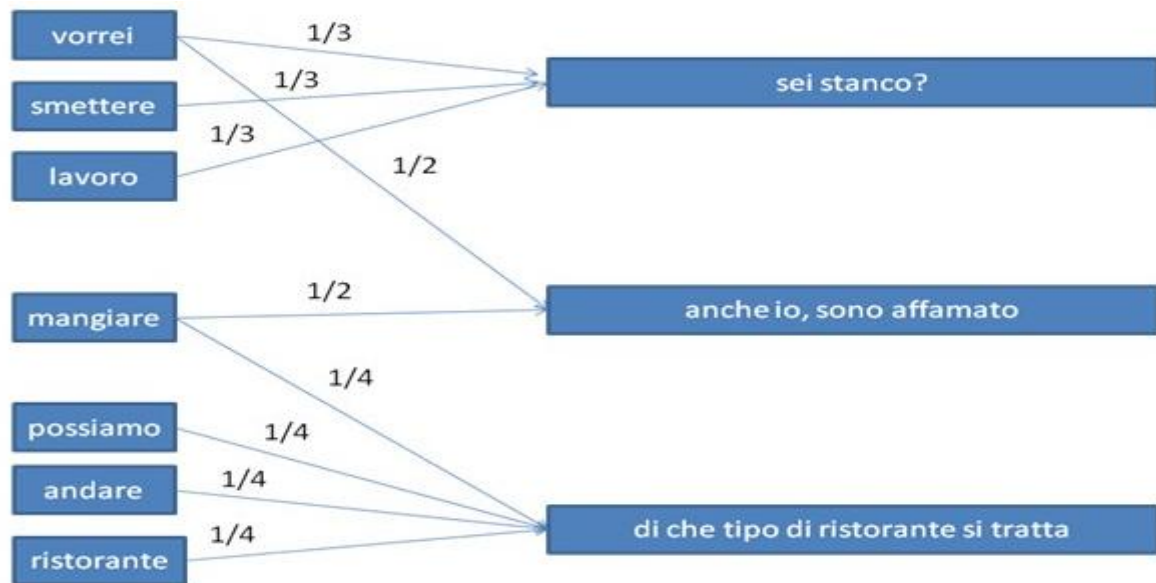 vorrei
1/3
sei stanco?
1/3
smettere
1/3
lavoro
1/2
mangiare
1/2
anche io, sono affamato
1/4
possiamo
1/4
andare
1/4
di che tipo di ristorante si tratta
1/4
ristorante